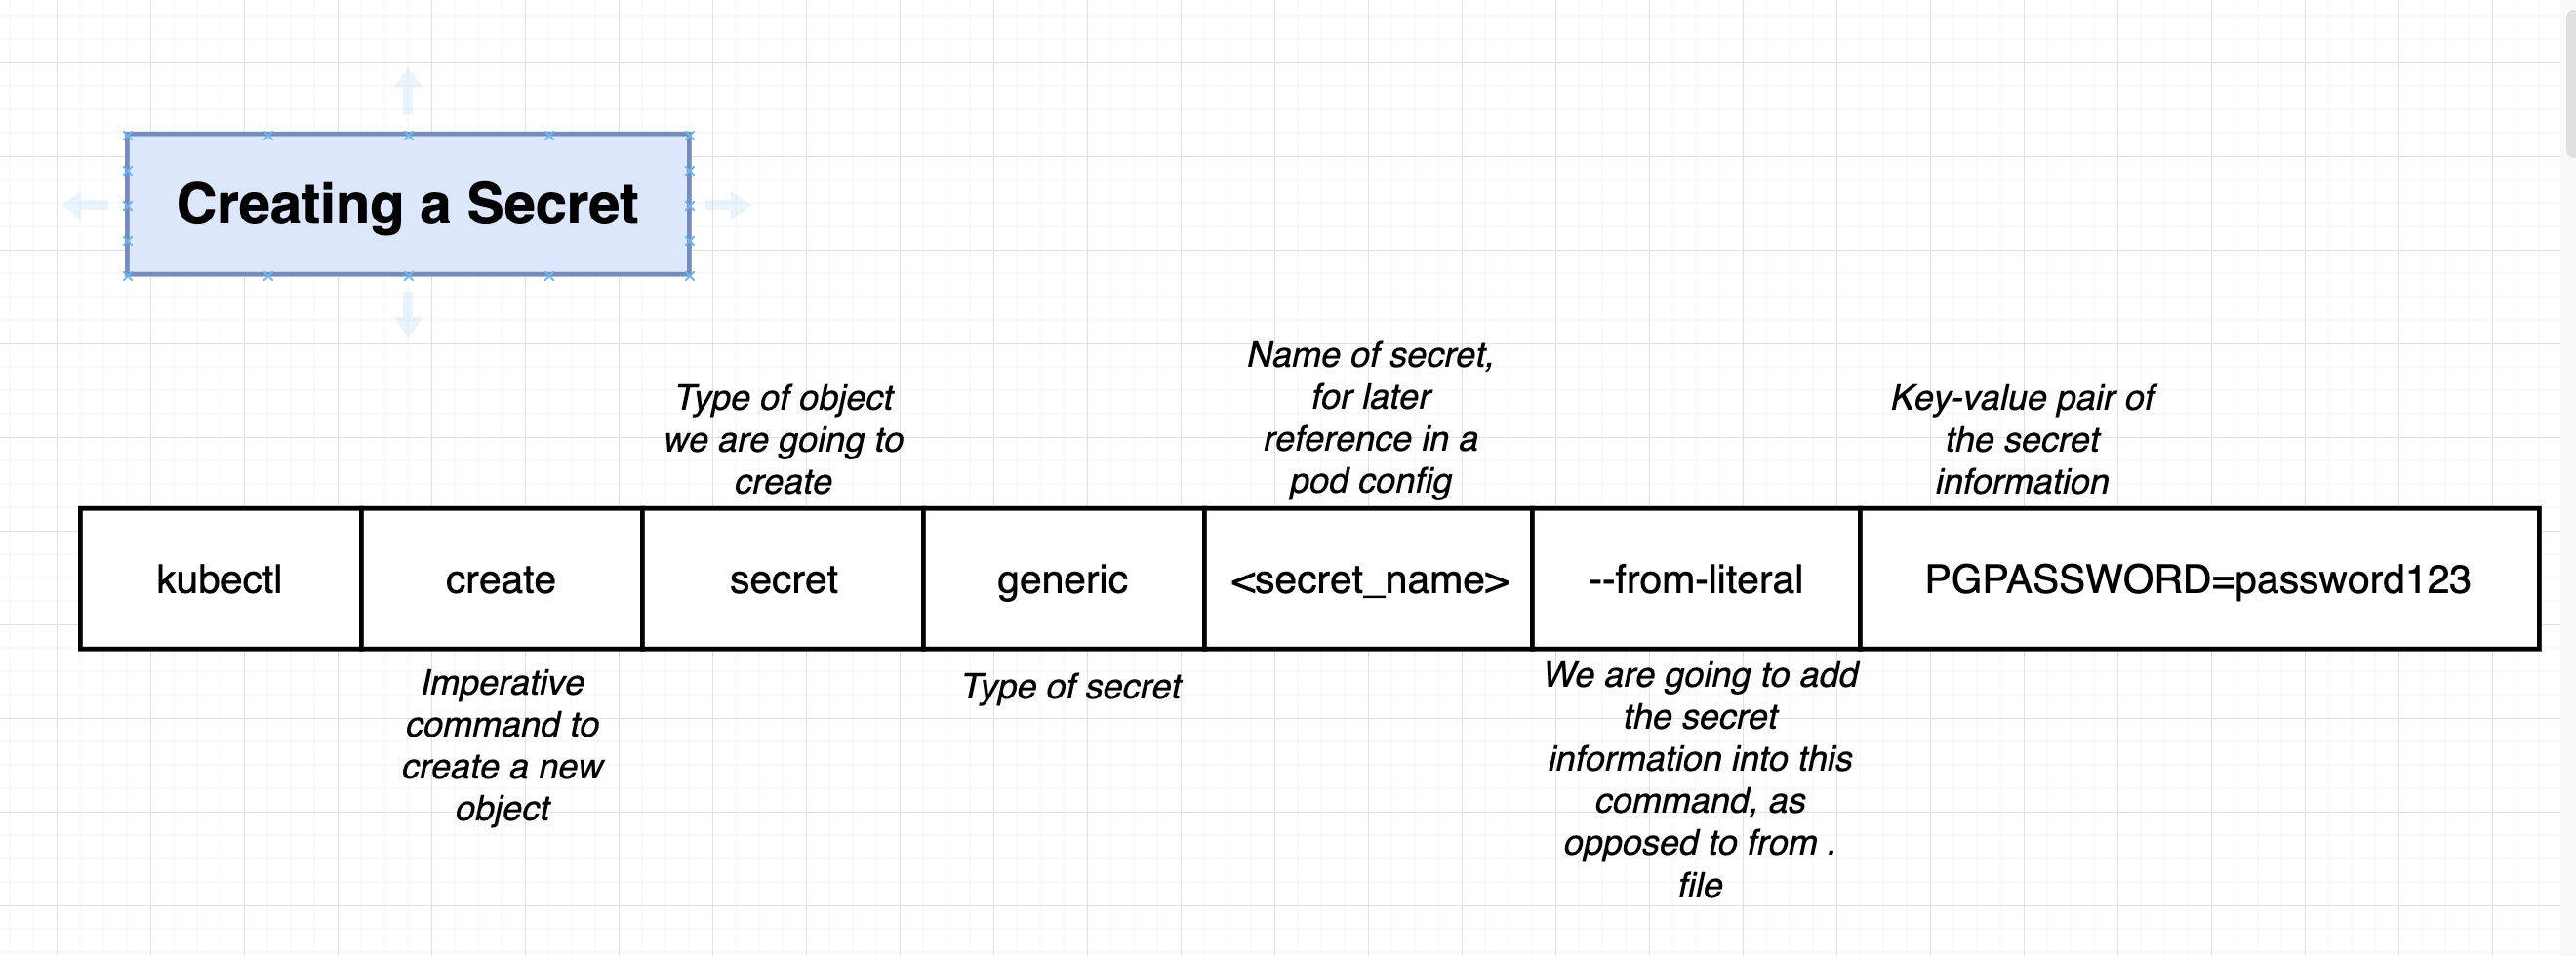 Creating a Secret
Type of object
we are going to
create
Name of secret,
for later
reference in a
pod config
Key-value pair of
the secret
information
kubectl
create
secret
generic
<secret_name>
--from-literal
PGPASSWORD=password123
Imperative
command to
create a new
object
Type of secret
We are going to add
the secret
information into this
command, as
opposed to from .
file